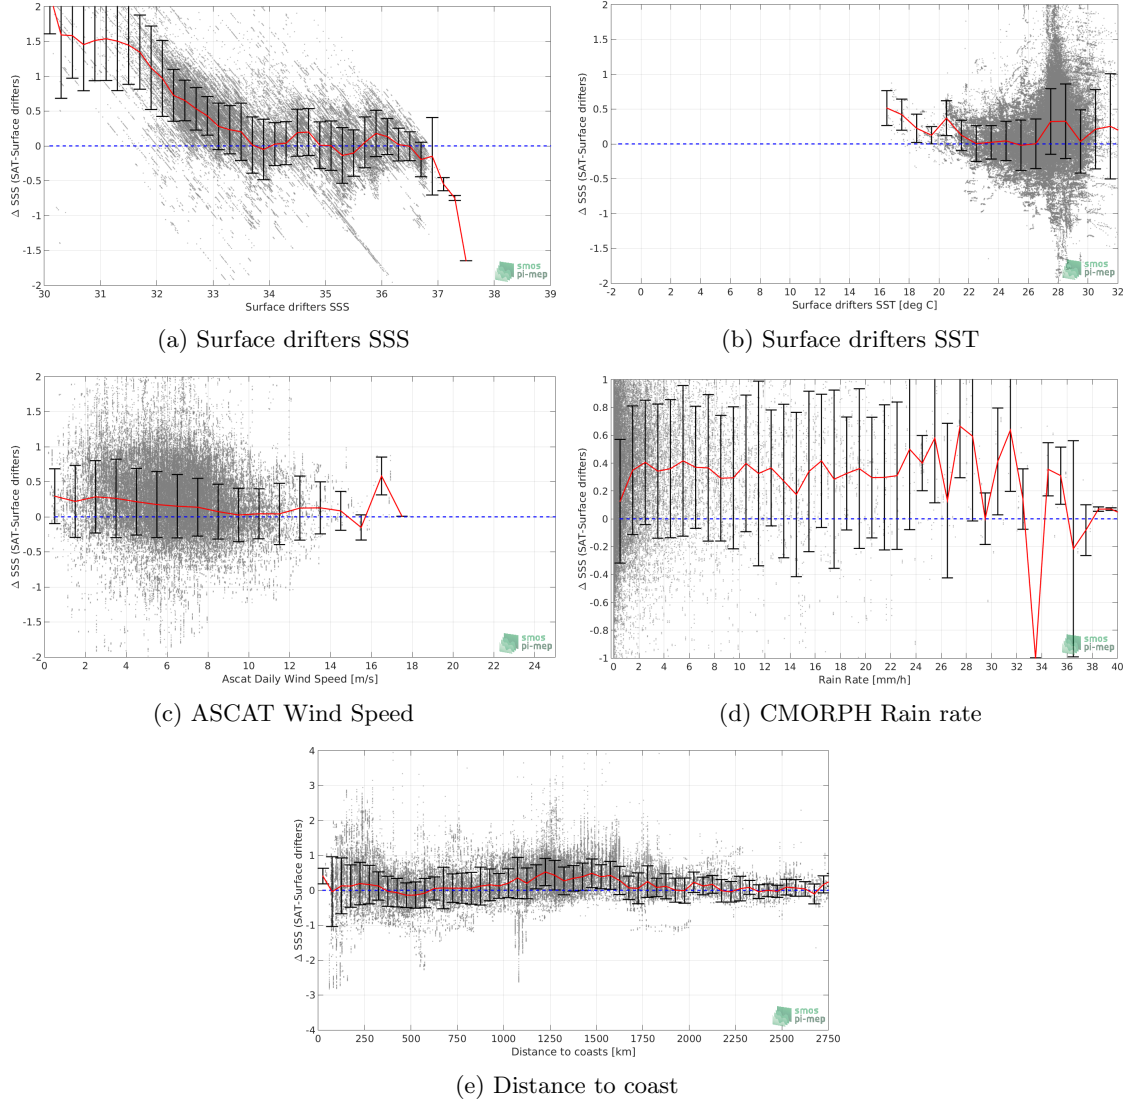 Δ SSS (SAT-Surface drifters)
2
1.5
1
0.5
0
-0.5
-1
-1.5
-2
30 31 32 33 34 35 36 37 38 39
Surface drifters SSS
smos
pi-mep
(a) Surface drifters SSS
Δ SSS (SAT-Surface drifters)
2
1.5
1
0.5
0
-0.5
-1
-1.5
-2
-2 0 2 4 6 8 10 12 14 16 18 20 22 24 26 28 30 32
Surface drifters SST [deg C]
smos
pi-mep
(b) Surface drifters SST
Δ SSS (SAT-Surface drifters)
2
1.5
1
0.5
0
-0.5
-1
-1.5
-2
0 2 4 6 8 10 12 14 16 18 20 22 24
Ascat Daily Wind Speed [m/s]
smos
pi-mep
(c) ASCAT Wind Speed
Δ SSS (SAT-Surface drifters)
1
0.8
0.6
0.4
0.2
0
-0.2
-0.4
-0.6
-0.8
-1
0 2 4 6 8 10 12 14 16 18 20 22 24 26 28 30 32 34 36 38 40
Rain Rate [mm/h]
smos
pi-mep
(d) CMORPH Rain rate
Δ SSS (SAT-Surface drifters)
4
3
2
1
0
-1
-2
-3
-4
0 250 500 750 1000 1250 1500 1750 2000 2250 2500 2750
Distance to coasts [km]
smos
pi-mep
(e) Distance to coast